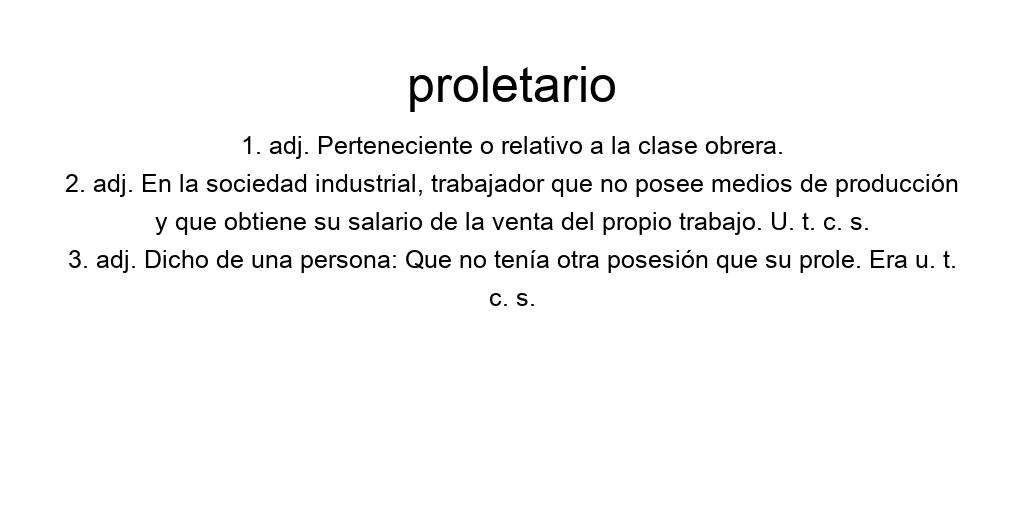 proletario
1. adj. Perteneciente o relativo a la clase obrera.
2. adj. En la sociedad industrial, trabajador que no posee medios de producción
y que obtiene su salario de la venta del propio trabajo. U. t. c. s.
3. adj. Dicho de una persona: Que no tenía otra posesión que su prole. Era u. t.
c. s.